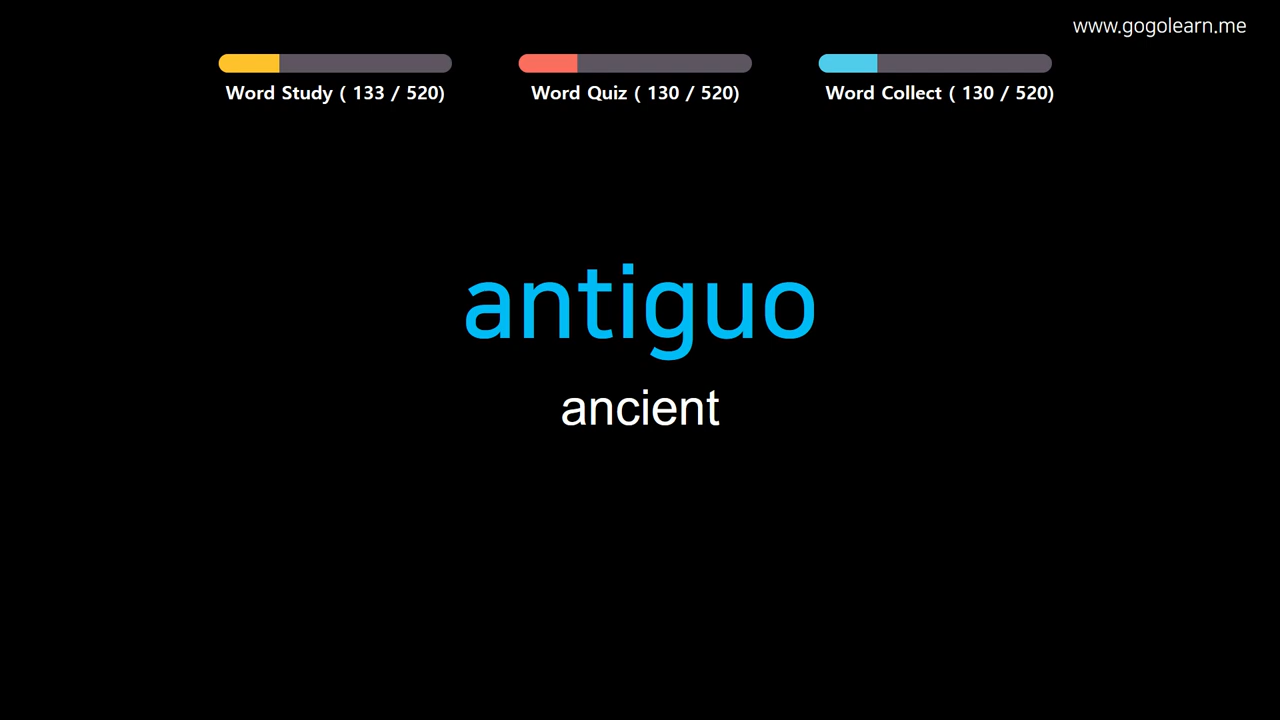 www.gogolearn.me
Word Study ( 133 / 520)
Word Quiz ( 130 / 520)
Word Collect ( 130 / 520)
antiguo
ancient